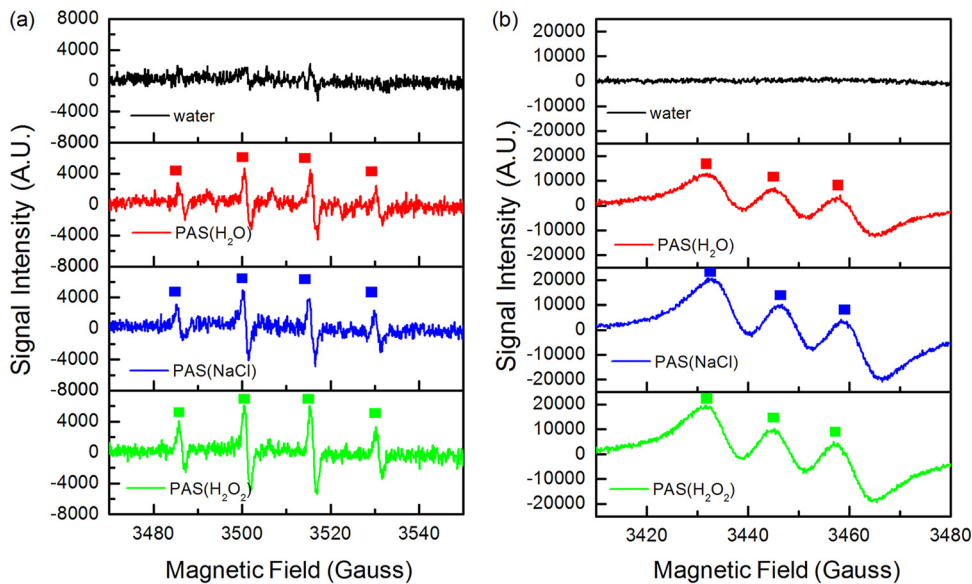 (a)
8000
4000
0
-4000
-8000
water
4000
0
-4000
-8000
PAS(H₂O)
4000
0
-4000
-8000
PAS(NaCl)
4000
0
-4000
-8000
PAS(H₂O₂)
3480 3500 3520 3540
Magnetic Field (Gauss)
Signal Intensity (A.U.)
(b)
20000
10000
0
-10000
-20000
water
20000
10000
0
-10000
-20000
PAS(H₂O)
20000
10000
0
-10000
-20000
PAS(NaCl)
20000
10000
0
-10000
-20000
PAS(H₂O₂)
3420 3440 3460 3480
Magnetic Field (Gauss)
Signal Intensity (A.U.)